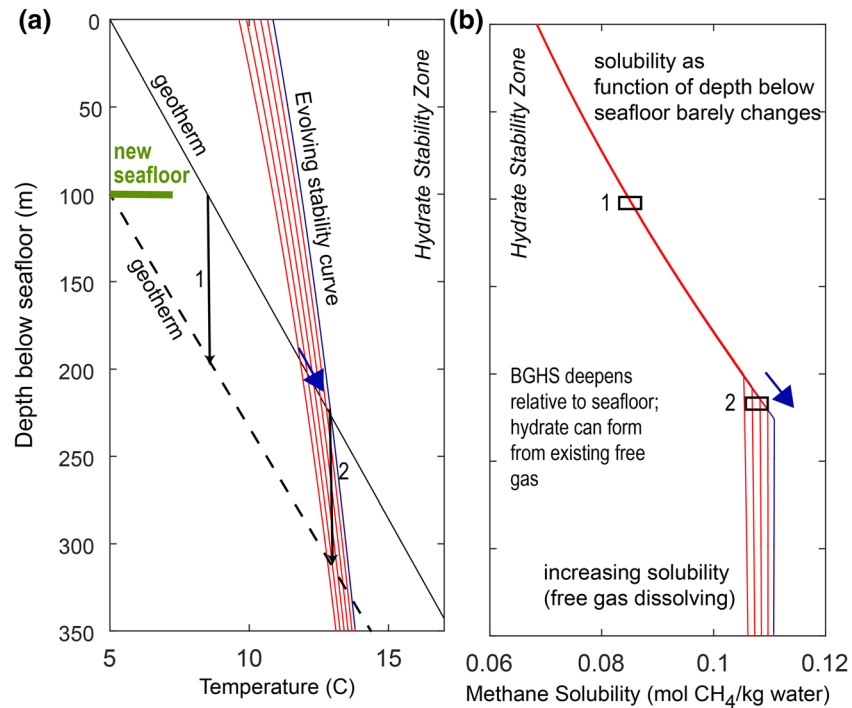 (a)
0
50
100
150
200
250
300
350
5
10
15
Depth below seafloor (m)
Temperature (C)
geotherm
new
seafloor
geotherm
1
2
Evolving stability curve
Hydrate Stability Zone
(b)
Hydrate Stability Zone
solubility as
function of depth below
seafloor barely changes
1
BGHS deepens
relative to seafloor;
hydrate can form
from existing free
gas
2
increasing solubility
(free gas dissolving)
0.06
0.08
0.1
0.12
Methane Solubility (mol CH₄/kg water)